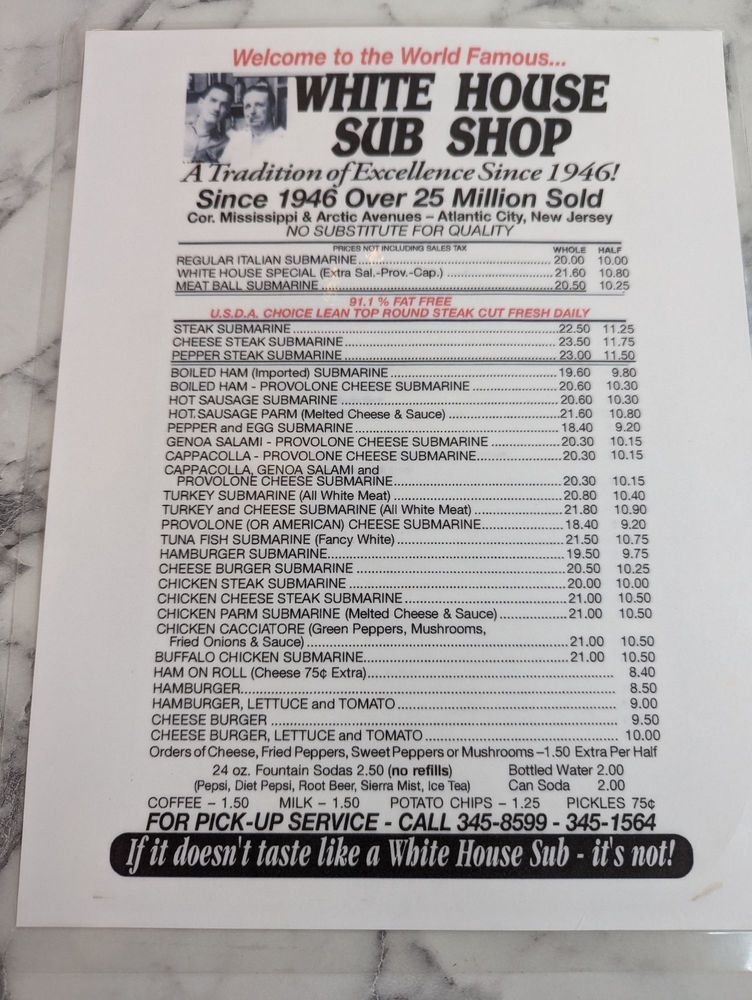 Welcome to the World Famous...
WHITE HOUSE
SUB SHOP
A Tradition of Excellence Since 1946!
Since 1946 Over 25 Million Sold
Cor. Mississippi & Arctic Avenues – Atlantic City, New Jersey
NO SUBSTITUTE FOR QUALITY
PRICES NOT INCLUDING SALES TAX WHOLE HALF
REGULAR ITALIAN SUBMARINE 20.00 10.00
WHITE HOUSE SPECIAL (Extra Sal.-Prov.-Cap.) 21.60 10.80
MEAT BALL SUBMARINE 20.50 10.25
91.1 % FAT FREE
U.S.D.A. CHOICE LEAN TOP ROUND STEAK CUT FRESH DAILY
STEAK SUBMARINE 22.50 11.25
CHEESE STEAK SUBMARINE 23.50 11.75
PEPPER STEAK SUBMARINE 23.00 11.50
BOILED HAM (Imported) SUBMARINE 19.60 9.80
BOILED HAM - PROVOLONE CHEESE SUBMARINE 20.60 10.30
HOT SAUSAGE SUBMARINE 20.60 10.30
HOT SAUSAGE PARM (Melted Cheese & Sauce) 21.60 10.80
PEPPER and EGG SUBMARINE 18.40 9.20
GENOA SALAMI - PROVOLONE CHEESE SUBMARINE 20.30 10.15
CAPPACOLLA - PROVOLONE CHEESE SUBMARINE 20.30 10.15
CAPPACOLLA, GENOA SALAMI and
PROVOLONE CHEESE SUBMARINE 20.30 10.15
TURKEY SUBMARINE (All White Meat) 20.80 10.40
TURKEY and CHEESE SUBMARINE (All White Meat) 21.80 10.90
PROVOLONE (OR AMERICAN) CHEESE SUBMARINE 18.40 9.20
TUNA FISH SUBMARINE (Fancy White) 21.50 10.75
HAMBURGER SUBMARINE 19.50 9.75
CHEESE BURGER SUBMARINE 20.50 10.25
CHICKEN STEAK SUBMARINE 20.00 10.00
CHICKEN CHEESE STEAK SUBMARINE 21.00 10.50
CHICKEN PARM SUBMARINE (Melted Cheese & Sauce) 21.00 10.50
CHICKEN CACCIATORE (Green Peppers, Mushrooms,
Fried Onions & Sauce) 21.00 10.50
BUFFALO CHICKEN SUBMARINE 21.00 10.50
HAM ON ROLL (Cheese 75¢ Extra) 8.40
HAMBURGER 8.50
HAMBURGER, LETTUCE and TOMATO 9.00
CHEESE BURGER 9.50
CHEESE BURGER, LETTUCE and TOMATO 10.00
Orders of Cheese, Fried Peppers, Sweet Peppers or Mushrooms –1.50 Extra Per Half
24 oz. Fountain Sodas 2.50 (no refills) Bottled Water 2.00
(Pepsi, Diet Pepsi, Root Beer, Sierra Mist, Ice Tea) Can Soda 2.00
COFFEE – 1.50 MILK – 1.50 POTATO CHIPS – 1.25 PICKLES 75¢
FOR PICK-UP SERVICE - CALL 345-8599 - 345-1564
If it doesn't taste like a White House Sub - it's not!